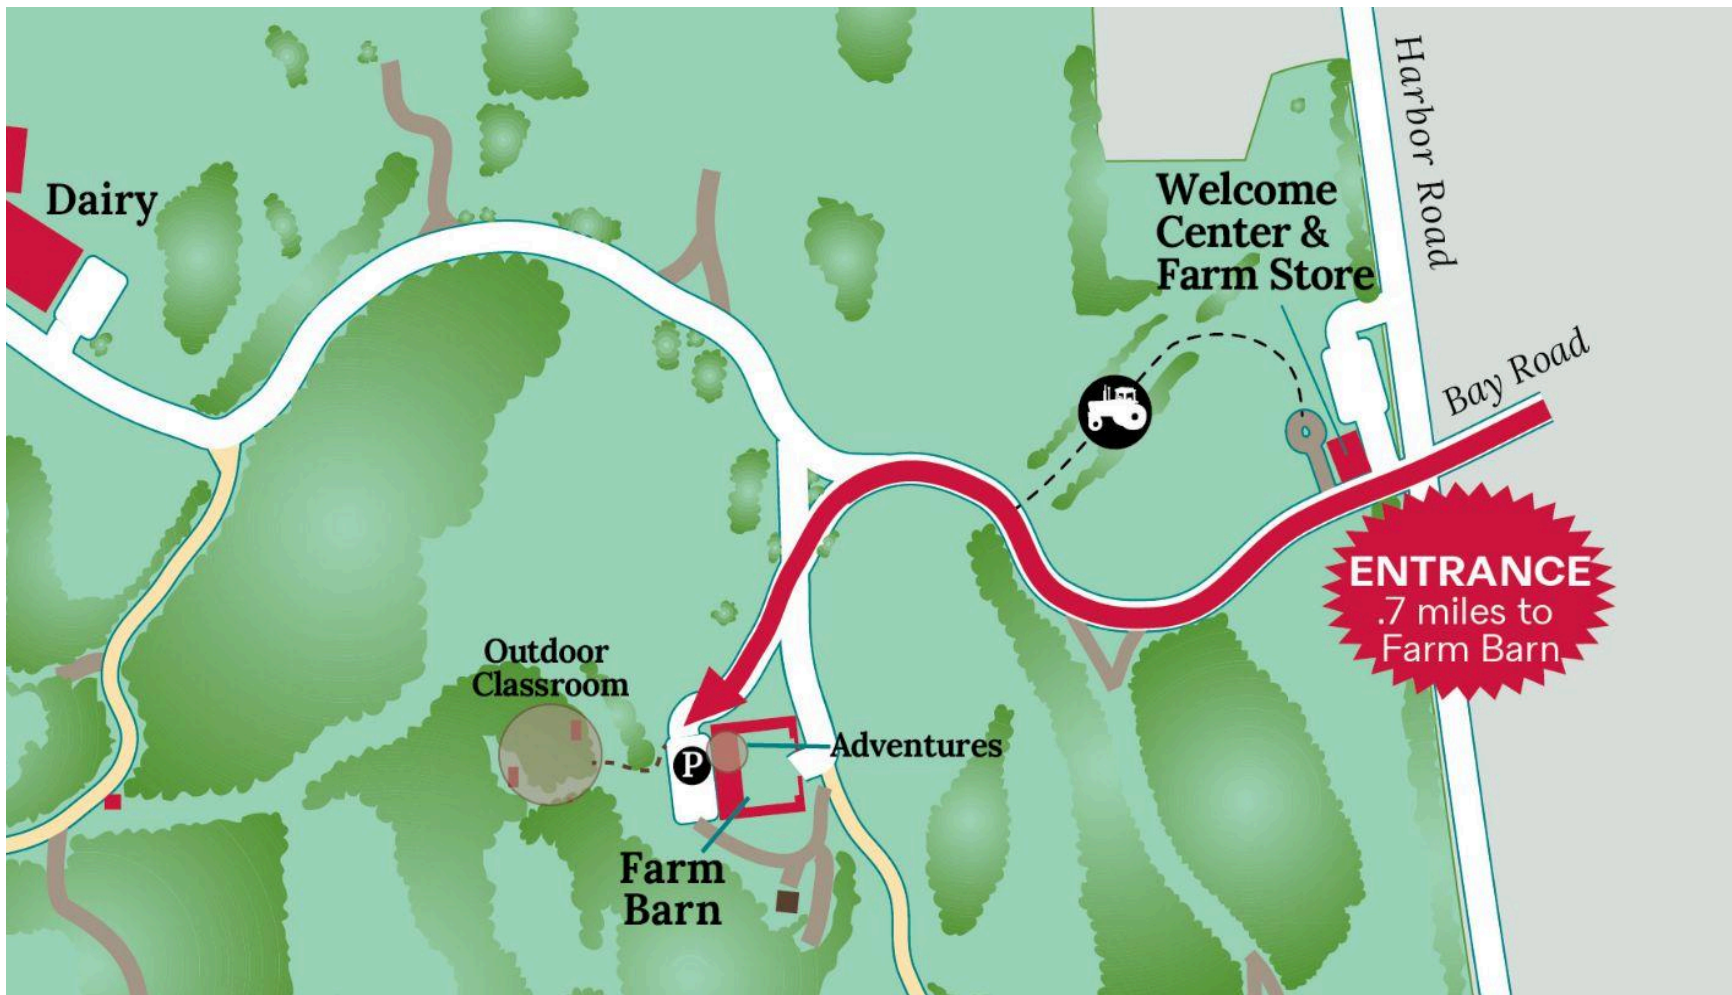 Harbor Road
Dairy
Welcome
Center &
Farm Store
Bay Road
ENTRANCE
.7 miles to
Farm Barn
Outdoor
Classroom
P
Adventures
Farm
Barn